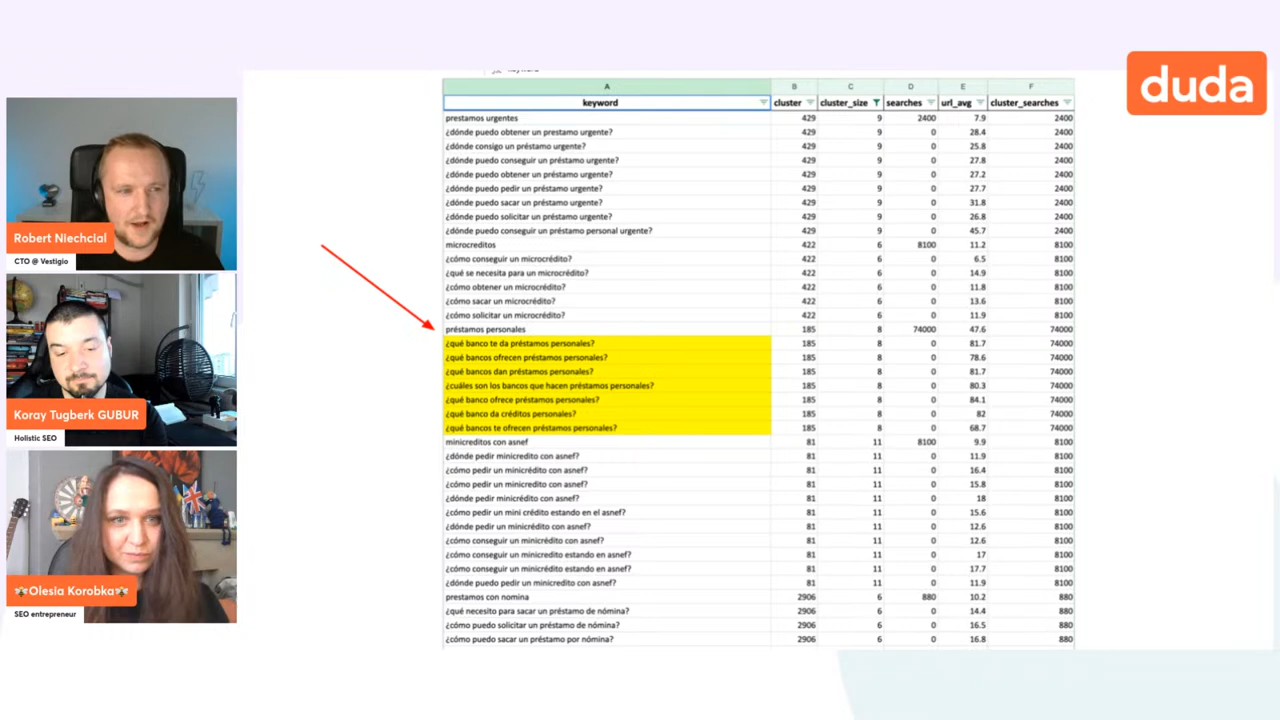 duda
A B C D E F
keyword cluster cluster_size searches url_avg cluster_searches
prestamos urgentes 429 9 2400 7.9 2400
¿dónde puedo obtener un prestamo urgente? 429 9 0 28.4 2400
¿dónde consigo un préstamo urgente? 429 9 0 25.8 2400
¿dónde puedo conseguir un préstamo urgente? 429 9 0 27.8 2400
¿dónde puedo obtener un préstamo urgente? 429 9 0 27.2 2400
¿dónde puedo pedir un préstamo urgente? 429 9 0 27.7 2400
¿dónde puedo sacar un préstamo urgente? 429 9 0 31.8 2400
¿dónde puedo solicitar un préstamo urgente? 429 9 0 26.8 2400
¿dónde puedo conseguir un préstamo personal urgente? 429 9 0 45.7 2400
microcreditos 422 6 8100 11.2 8100
¿cómo conseguir un microcrédito? 422 6 0 6.5 8100
¿qué se necesita para un microcrédito? 422 6 0 14.9 8100
¿cómo obtener un microcrédito? 422 6 0 11.8 8100
¿cómo sacar un microcrédito? 422 6 0 13.6 8100
¿cómo solicitar un microcrédito? 422 6 0 11.9 8100
préstamos personales 185 8 74000 47.6 74000
¿qué banco te da préstamos personales? 185 8 0 81.7 74000
¿qué bancos ofrecen préstamos personales? 185 8 0 78.6 74000
¿qué bancos dan préstamos personales? 185 8 0 81.7 74000
¿cuáles son los bancos que hacen préstamos personales? 185 8 0 80.3 74000
¿qué banco ofrece préstamos personales? 185 8 0 84.1 74000
¿qué banco da créditos personales? 185 8 0 82 74000
¿qué bancos te ofrecen préstamos personales? 185 8 0 68.7 74000
minicreditos con asnef 81 11 8100 9.9 8100
¿dónde pedir minicrédito con asnef? 81 11 0 11.9 8100
¿cómo pedir un minicrédito con asnef? 81 11 0 16.4 8100
¿cómo pedir un minicrédito con asnef? 81 11 0 15.8 8100
¿dónde pedir minicrédito con asnef? 81 11 0 18 8100
¿cómo pedir un mini crédito estando en el asnef? 81 11 0 15.6 8100
¿dónde pedir un minicrédito con asnef? 81 11 0 12.6 8100
¿cómo conseguir un minicrédito con asnef? 81 11 0 12.6 8100
¿cómo conseguir un minicredito estando en asnef? 81 11 0 17 8100
¿cómo conseguir un minicrédito estando en asnef? 81 11 0 17.7 8100
¿dónde puedo pedir un minicredito con asnef? 81 11 0 11.9 8100
prestamos con nomina 2906 6 880 10.2 880
¿qué necesito para sacar un préstamo de nómina? 2906 6 0 14.4 880
¿cómo puedo solicitar un préstamo de nómina? 2906 6 0 16.5 880
¿cómo puedo sacar un préstamo por nómina? 2906 6 0 16.8 880
Robert Niechcial
CTO @ Vestigio
Koray Tugberk GUBUR
Holistic SEO
Olesia Korobka
SEO entrepreneur